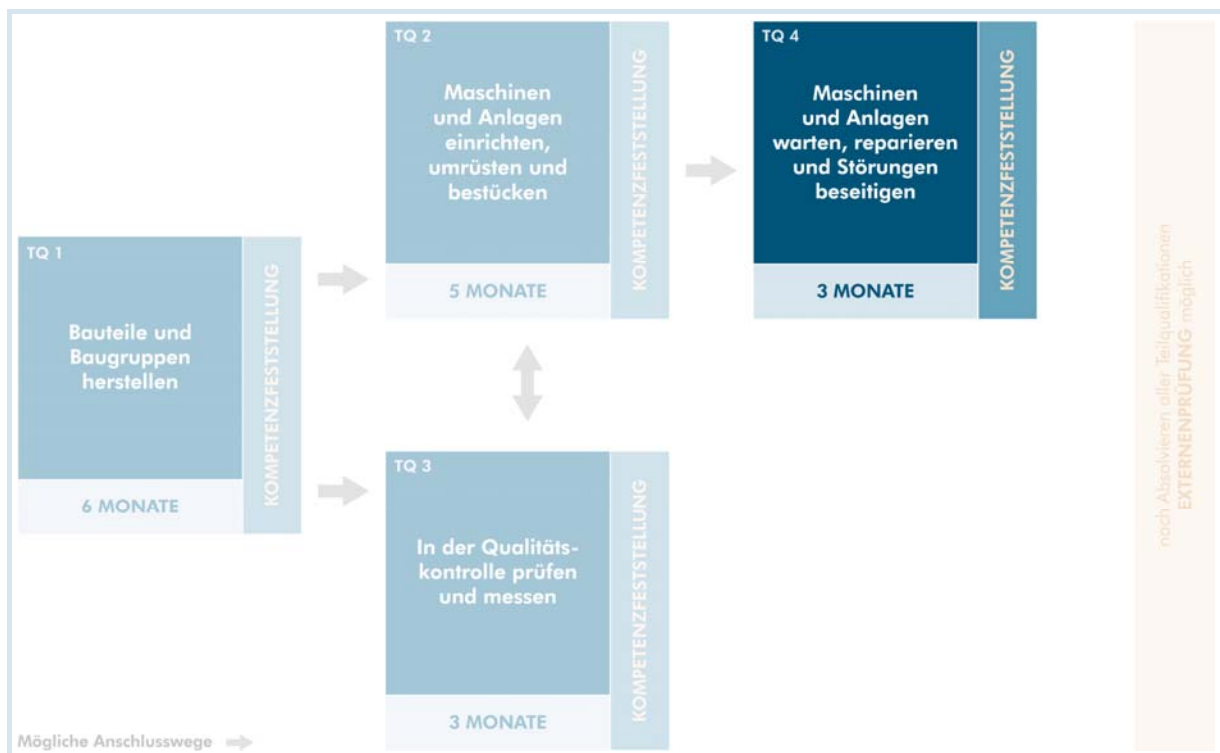 TQ 1
Bauteile und
Baugruppen
herstellen
6 MONATE
KOMPETENZFESTSTELLUNG
TQ 2
Maschinen
und Anlagen
einrichten,
umrüsten und
bestücken
5 MONATE
KOMPETENZFESTSTELLUNG
TQ 3
In der Qualitäts-
kontrolle prüfen
und messen
3 MONATE
KOMPETENZFESTSTELLUNG
TQ 4
Maschinen
und Anlagen
warten, reparieren
und Störungen
beseitigen
3 MONATE
KOMPETENZFESTSTELLUNG
nach Absolvieren aller Teilqualifikationen
EXTERNENPRÜFUNG möglich
Mögliche Anschlusswege